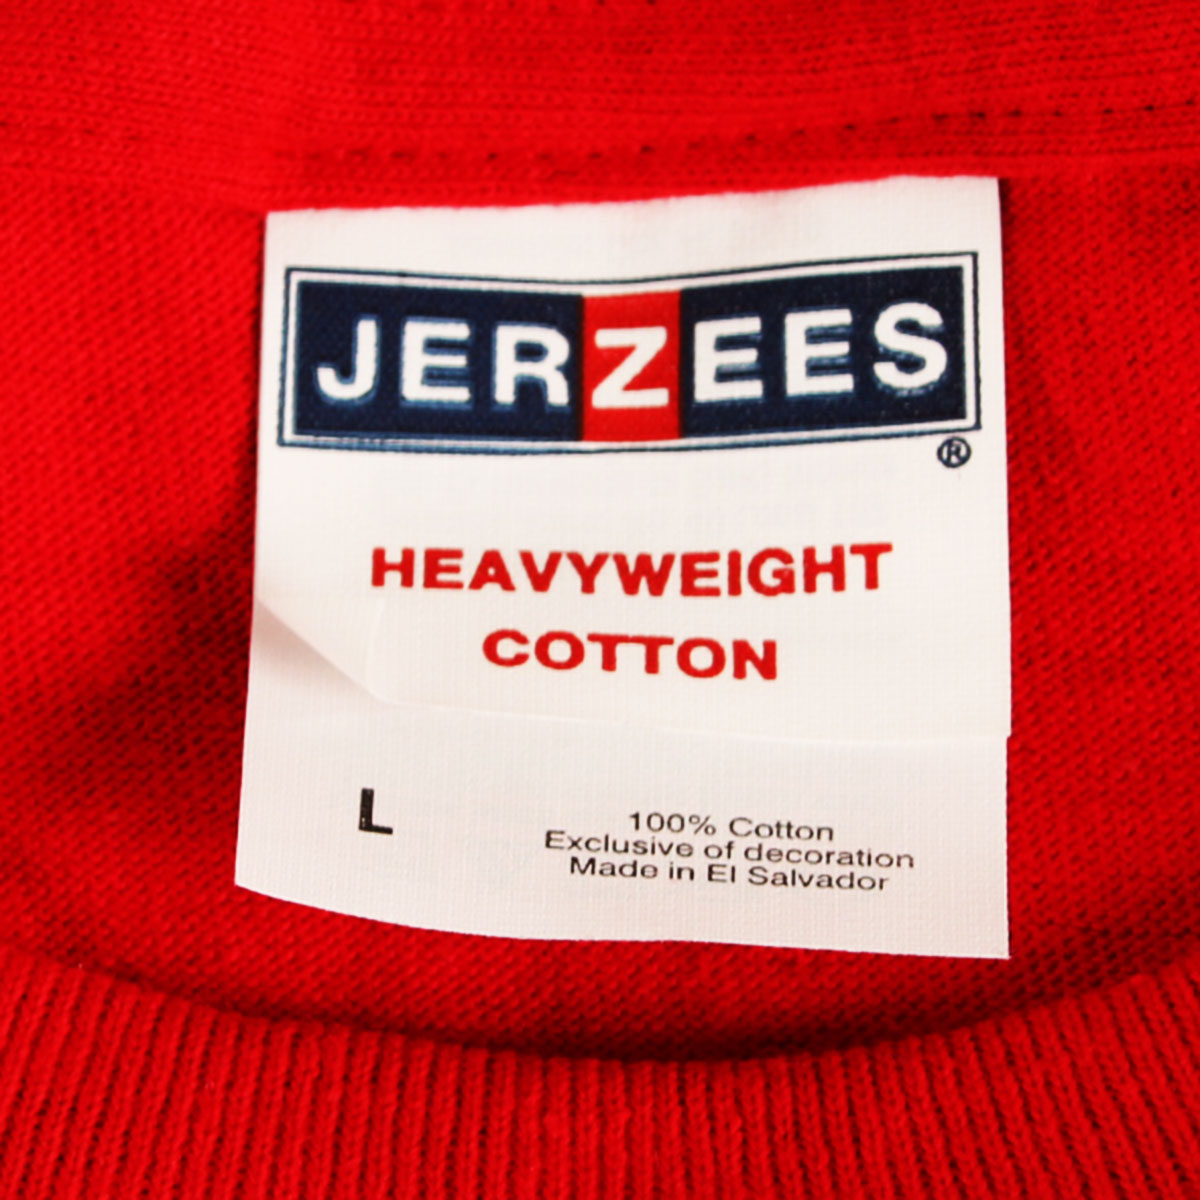 JERZEES
®
HEAVYWEIGHT
COTTON
L
100% Cotton
Exclusive of decoration
Made in El Salvador